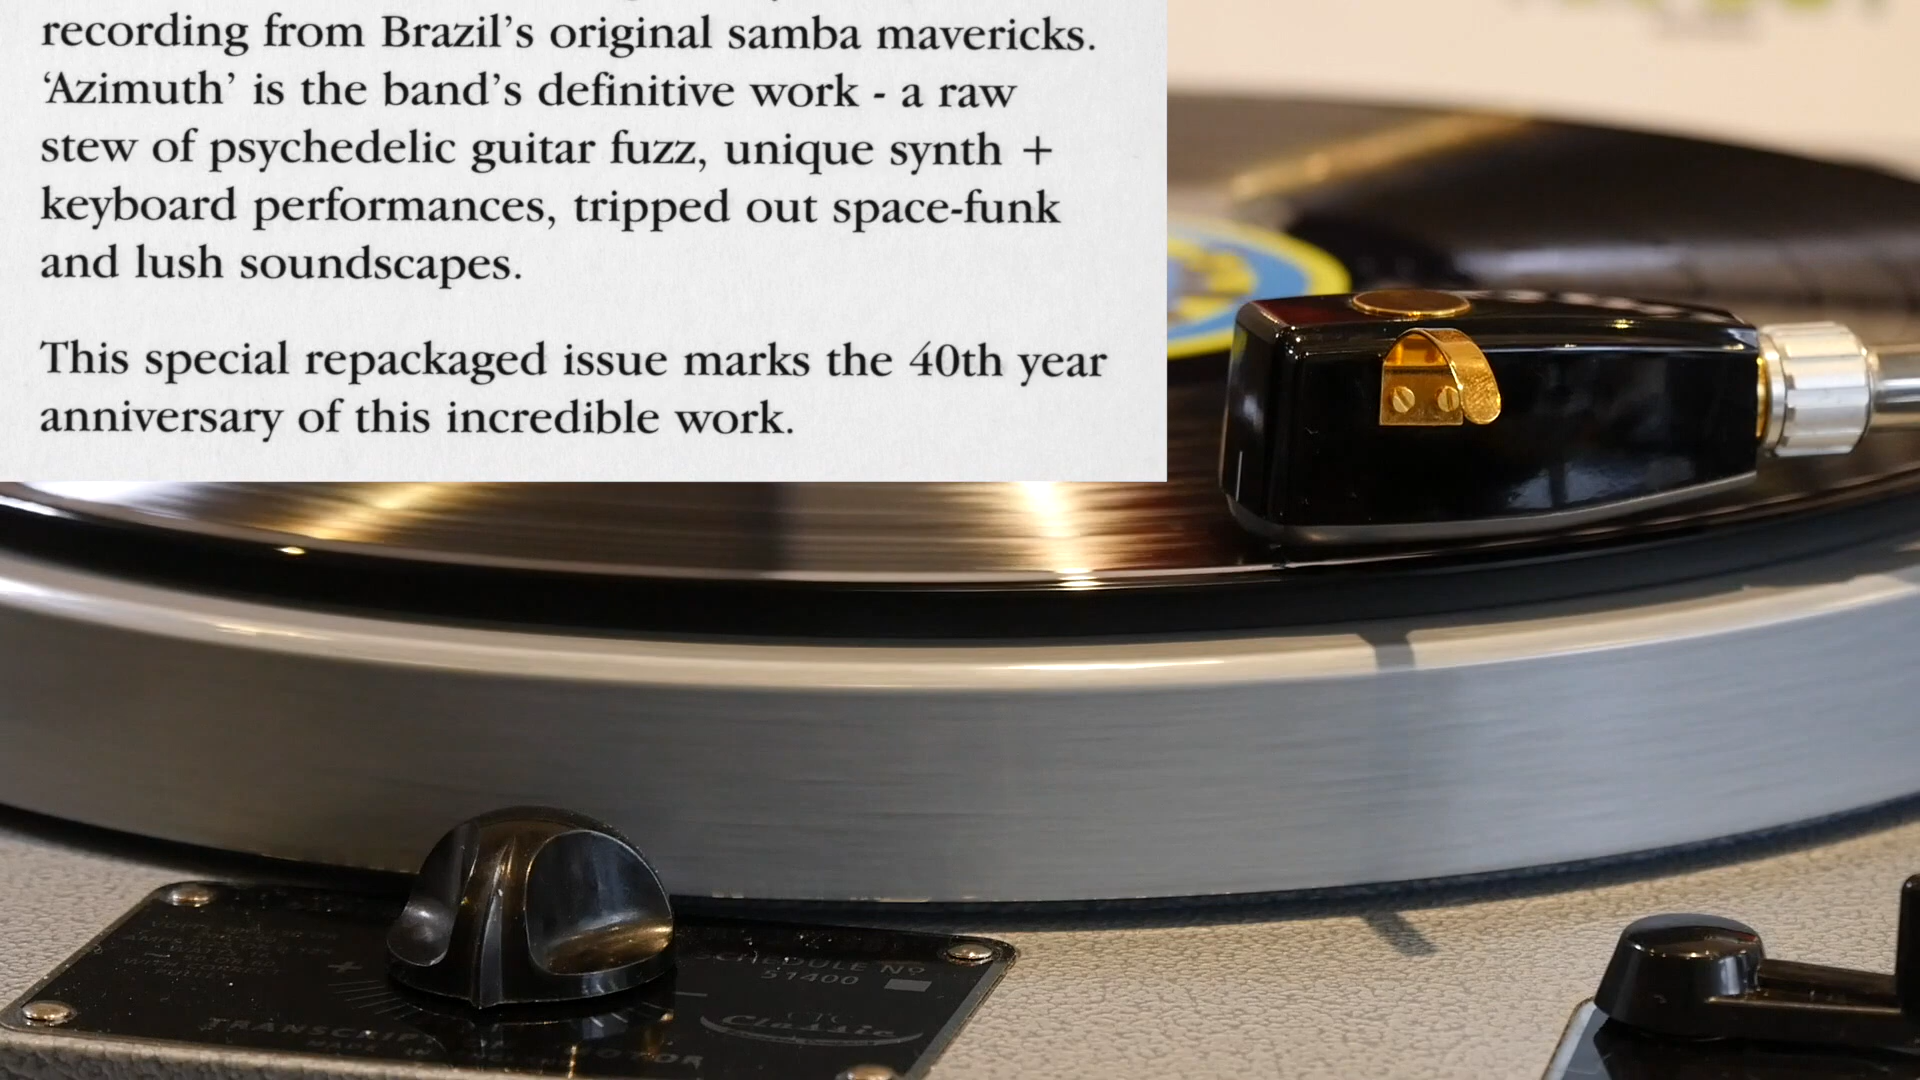 recording from Brazil’s original samba mavericks.
‘Azimuth’ is the band’s definitive work - a raw
stew of psychedelic guitar fuzz, unique synth +
keyboard performances, tripped out space-funk
and lush soundscapes.
This special repackaged issue marks the 40th year
anniversary of this incredible work.
SCHEDULE Nº
51400
Classic
MOTOR